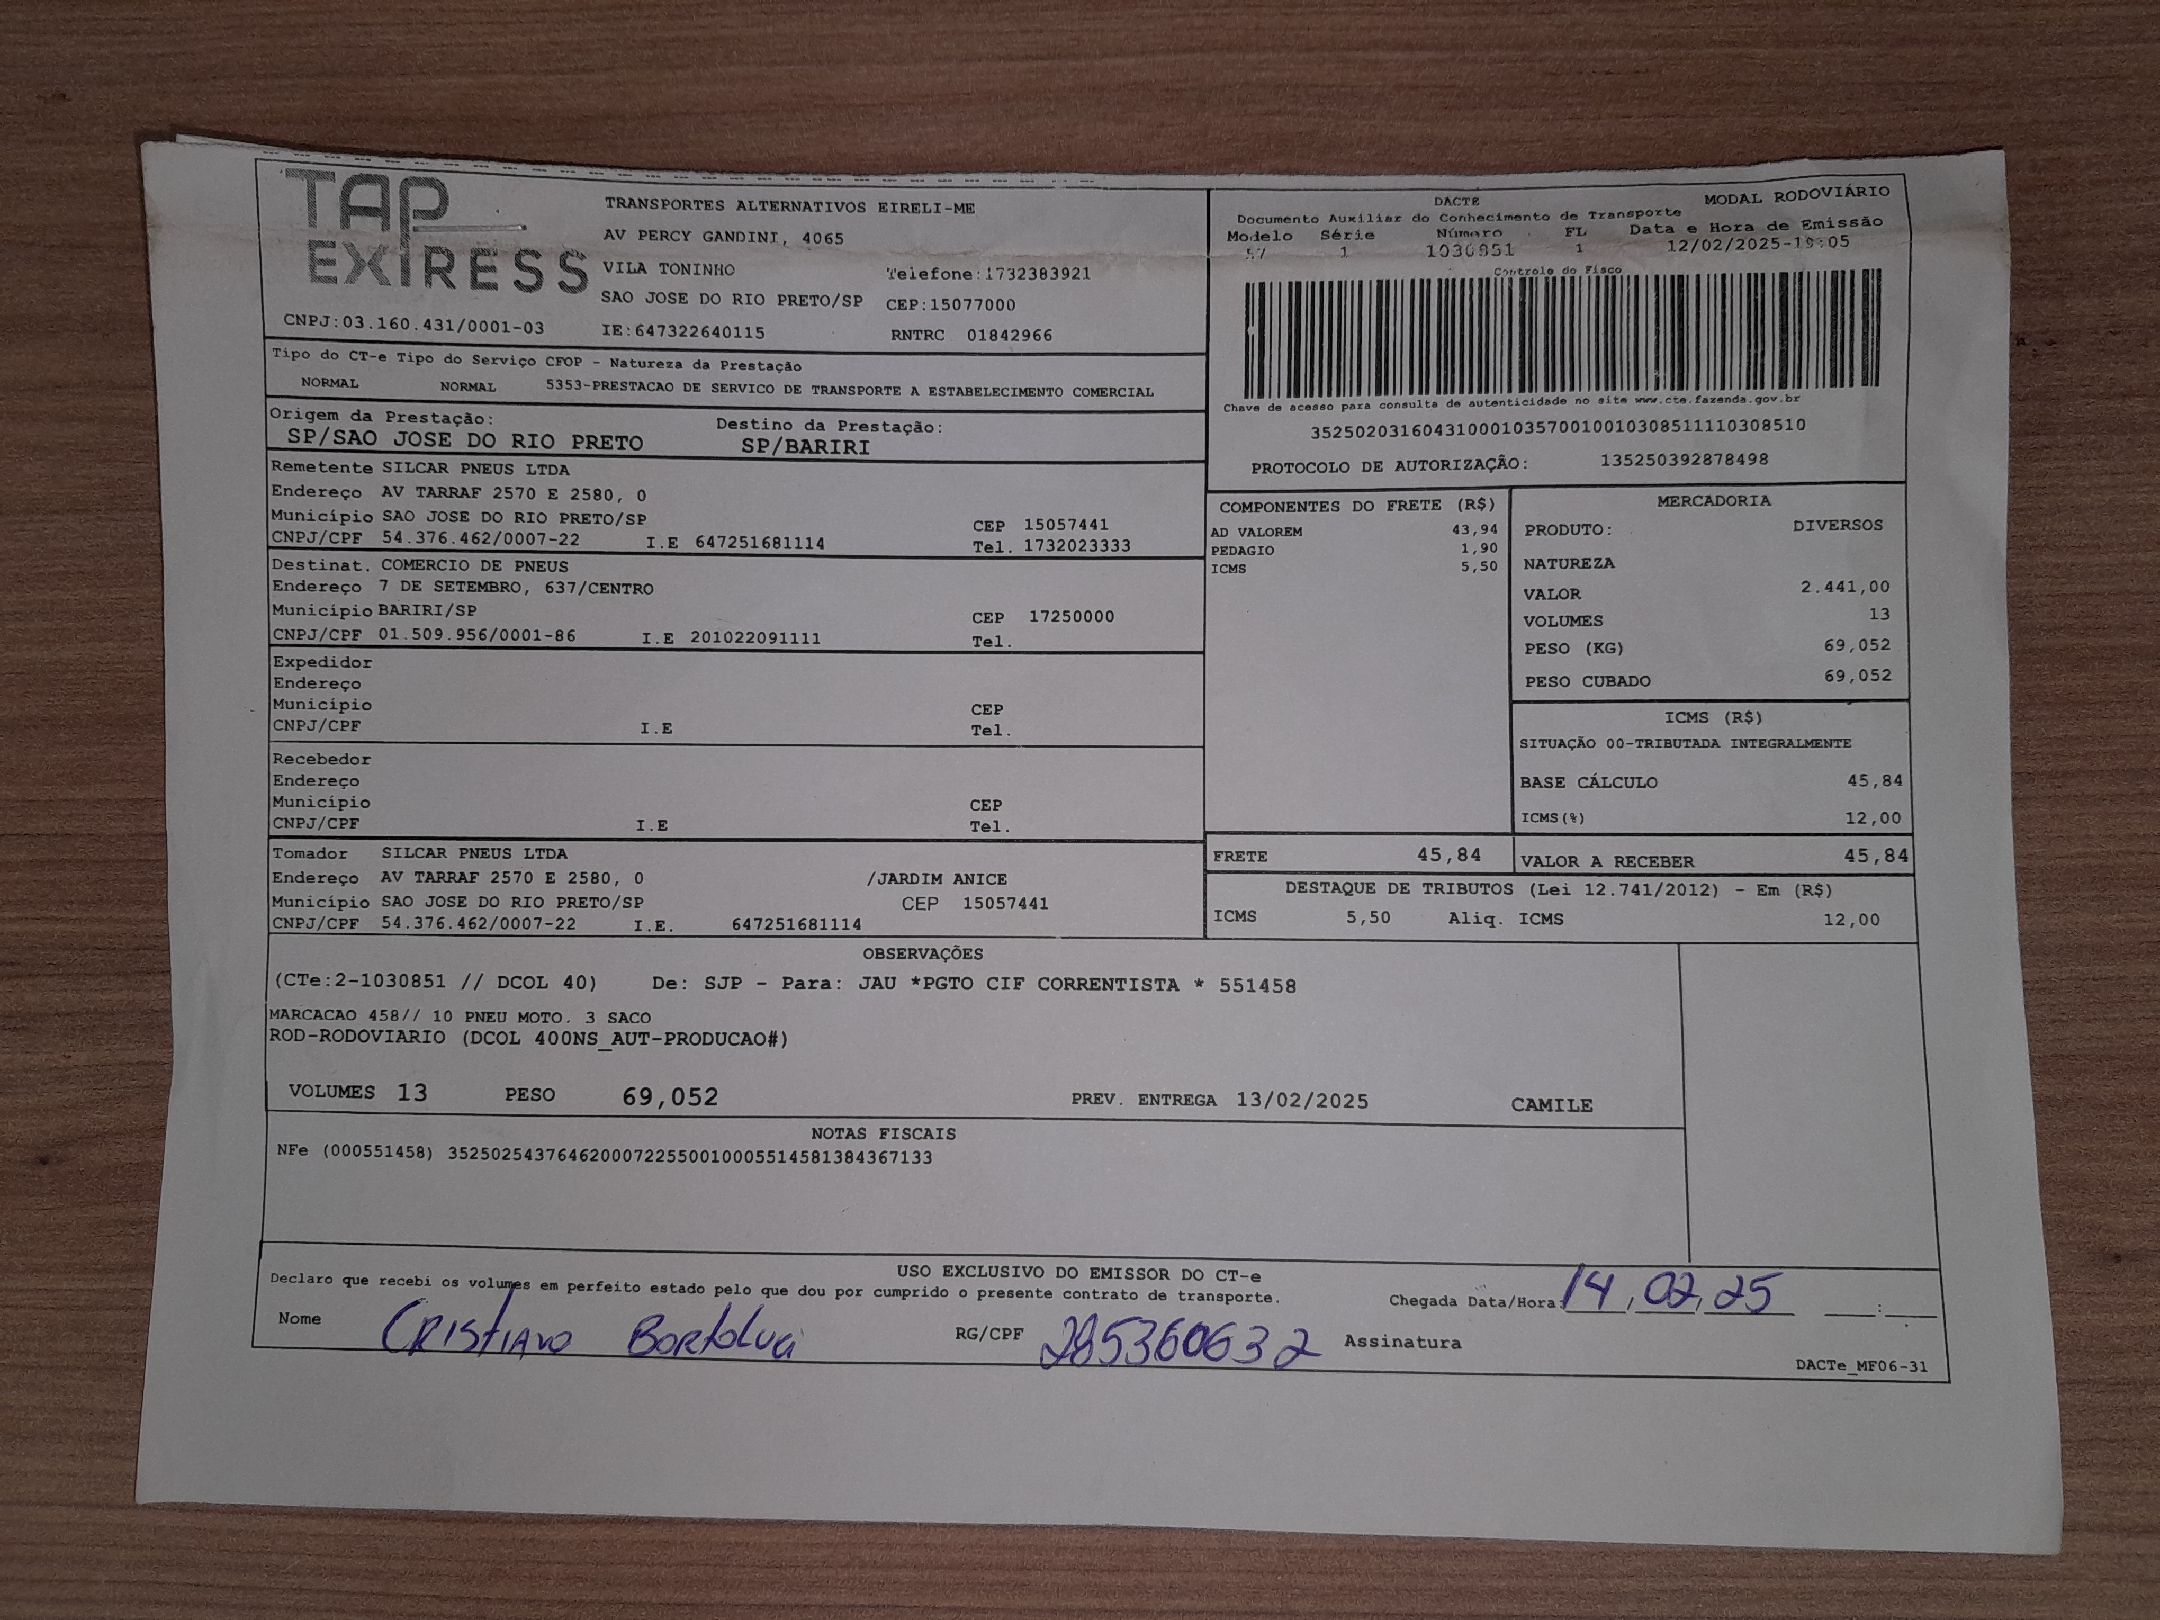 TAP
EXPRESS
CNPJ:03.160.431/0001-03
TRANSPORTES ALTERNATIVOS EIRELI-ME
AV PERCY GANDINI, 4065
VILA TONINHO Telefone:1732383921
SAO JOSE DO RIO PRETO/SP CEP:15077000
IE:647322640115 RNTRC 01842966
DACTE MODAL RODOVIÁRIO
Documento Auxiliar do Conhecimento de Transporte
Modelo Série Número FL Data e Hora de Emissão
57 1 1030851 1 12/02/2025-19:05
Controle do Fisco
Chave de acesso para consulta de autenticidade no site www.cte.fazenda.gov.br
35250203160431000103570010010308511110308510
PROTOCOLO DE AUTORIZAÇÃO: 135250392878498
Tipo do CT-e Tipo do Serviço CFOP - Natureza da Prestação
NORMAL NORMAL 5353-PRESTACAO DE SERVICO DE TRANSPORTE A ESTABELECIMENTO COMERCIAL
Origem da Prestação: Destino da Prestação:
SP/SAO JOSE DO RIO PRETO SP/BARIRI
Remetente SILCAR PNEUS LTDA
Endereço AV TARRAF 2570 E 2580, 0
Município SAO JOSE DO RIO PRETO/SP CEP 15057441
CNPJ/CPF 54.376.462/0007-22 I.E 647251681114 Tel. 1732023333
Destinat. COMERCIO DE PNEUS
Endereço 7 DE SETEMBRO, 637/CENTRO
Município BARIRI/SP CEP 17250000
CNPJ/CPF 01.509.956/0001-86 I.E 201022091111 Tel.
Expedidor
Endereço
Município CEP
CNPJ/CPF I.E Tel.
Recebedor
Endereço
Município CEP
CNPJ/CPF I.E Tel.
Tomador SILCAR PNEUS LTDA
Endereço AV TARRAF 2570 E 2580, 0 /JARDIM ANICE
Município SAO JOSE DO RIO PRETO/SP CEP 15057441
CNPJ/CPF 54.376.462/0007-22 I.E. 647251681114
COMPONENTES DO FRETE (R$)
AD VALOREM 43,94
PEDAGIO 1,90
ICMS 5,50
MERCADORIA
PRODUTO: DIVERSOS
NATUREZA
VALOR 2.441,00
VOLUMES 13
PESO (KG) 69,052
PESO CUBADO 69,052
ICMS (R$)
SITUAÇÃO 00-TRIBUTADA INTEGRALMENTE
BASE CÁLCULO 45,84
ICMS(%) 12,00
FRETE 45,84 VALOR A RECEBER 45,84
DESTAQUE DE TRIBUTOS (Lei 12.741/2012) - Em (R$)
ICMS 5,50 Aliq. ICMS 12,00
OBSERVAÇÕES
(CTe:2-1030851 // DCOL 40) De: SJP - Para: JAU *PGTO CIF CORRENTISTA * 551458
MARCACAO 458// 10 PNEU MOTO. 3 SACO
ROD-RODOVIARIO (DCOL 400NS_AUT-PRODUCAO#)
VOLUMES 13 PESO 69,052 PREV. ENTREGA 13/02/2025 CAMILE
NOTAS FISCAIS
NFe (000551458) 35250254376462000722550010005514581384367133
USO EXCLUSIVO DO EMISSOR DO CT-e
Declaro que recebi os volumes em perfeito estado pelo que dou por cumprido o presente contrato de transporte.
Chegada Data/Hora: 14,02,25 :
Nome Cristiano Bortoluci RG/CPF 285360632 Assinatura
DACTe_MF06-31